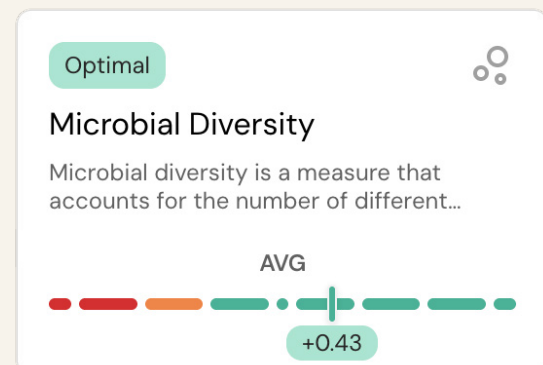 Optimal
Microbial Diversity
Microbial diversity is a measure that
accounts for the number of different...
AVG
+0.43